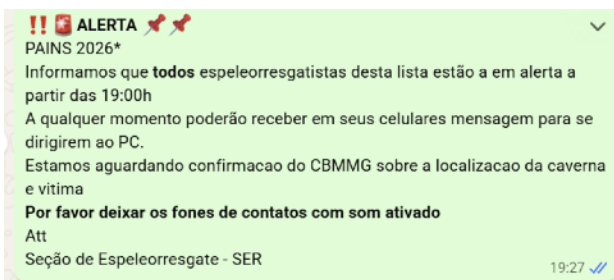 ‼️🚨 ALERTA 📌📌
PAINS 2026*
Informamos que todos espeleorresgatistas desta lista estão a em alerta a
partir das 19:00h
A qualquer momento poderão receber em seus celulares mensagem para se
dirigirem ao PC.
Estamos aguardando confirmacao do CBMMG sobre a localizacao da caverna
e vitima
Por favor deixar os fones de contatos com som ativado
Att
Seção de Espeleorresgate - SER
19:27